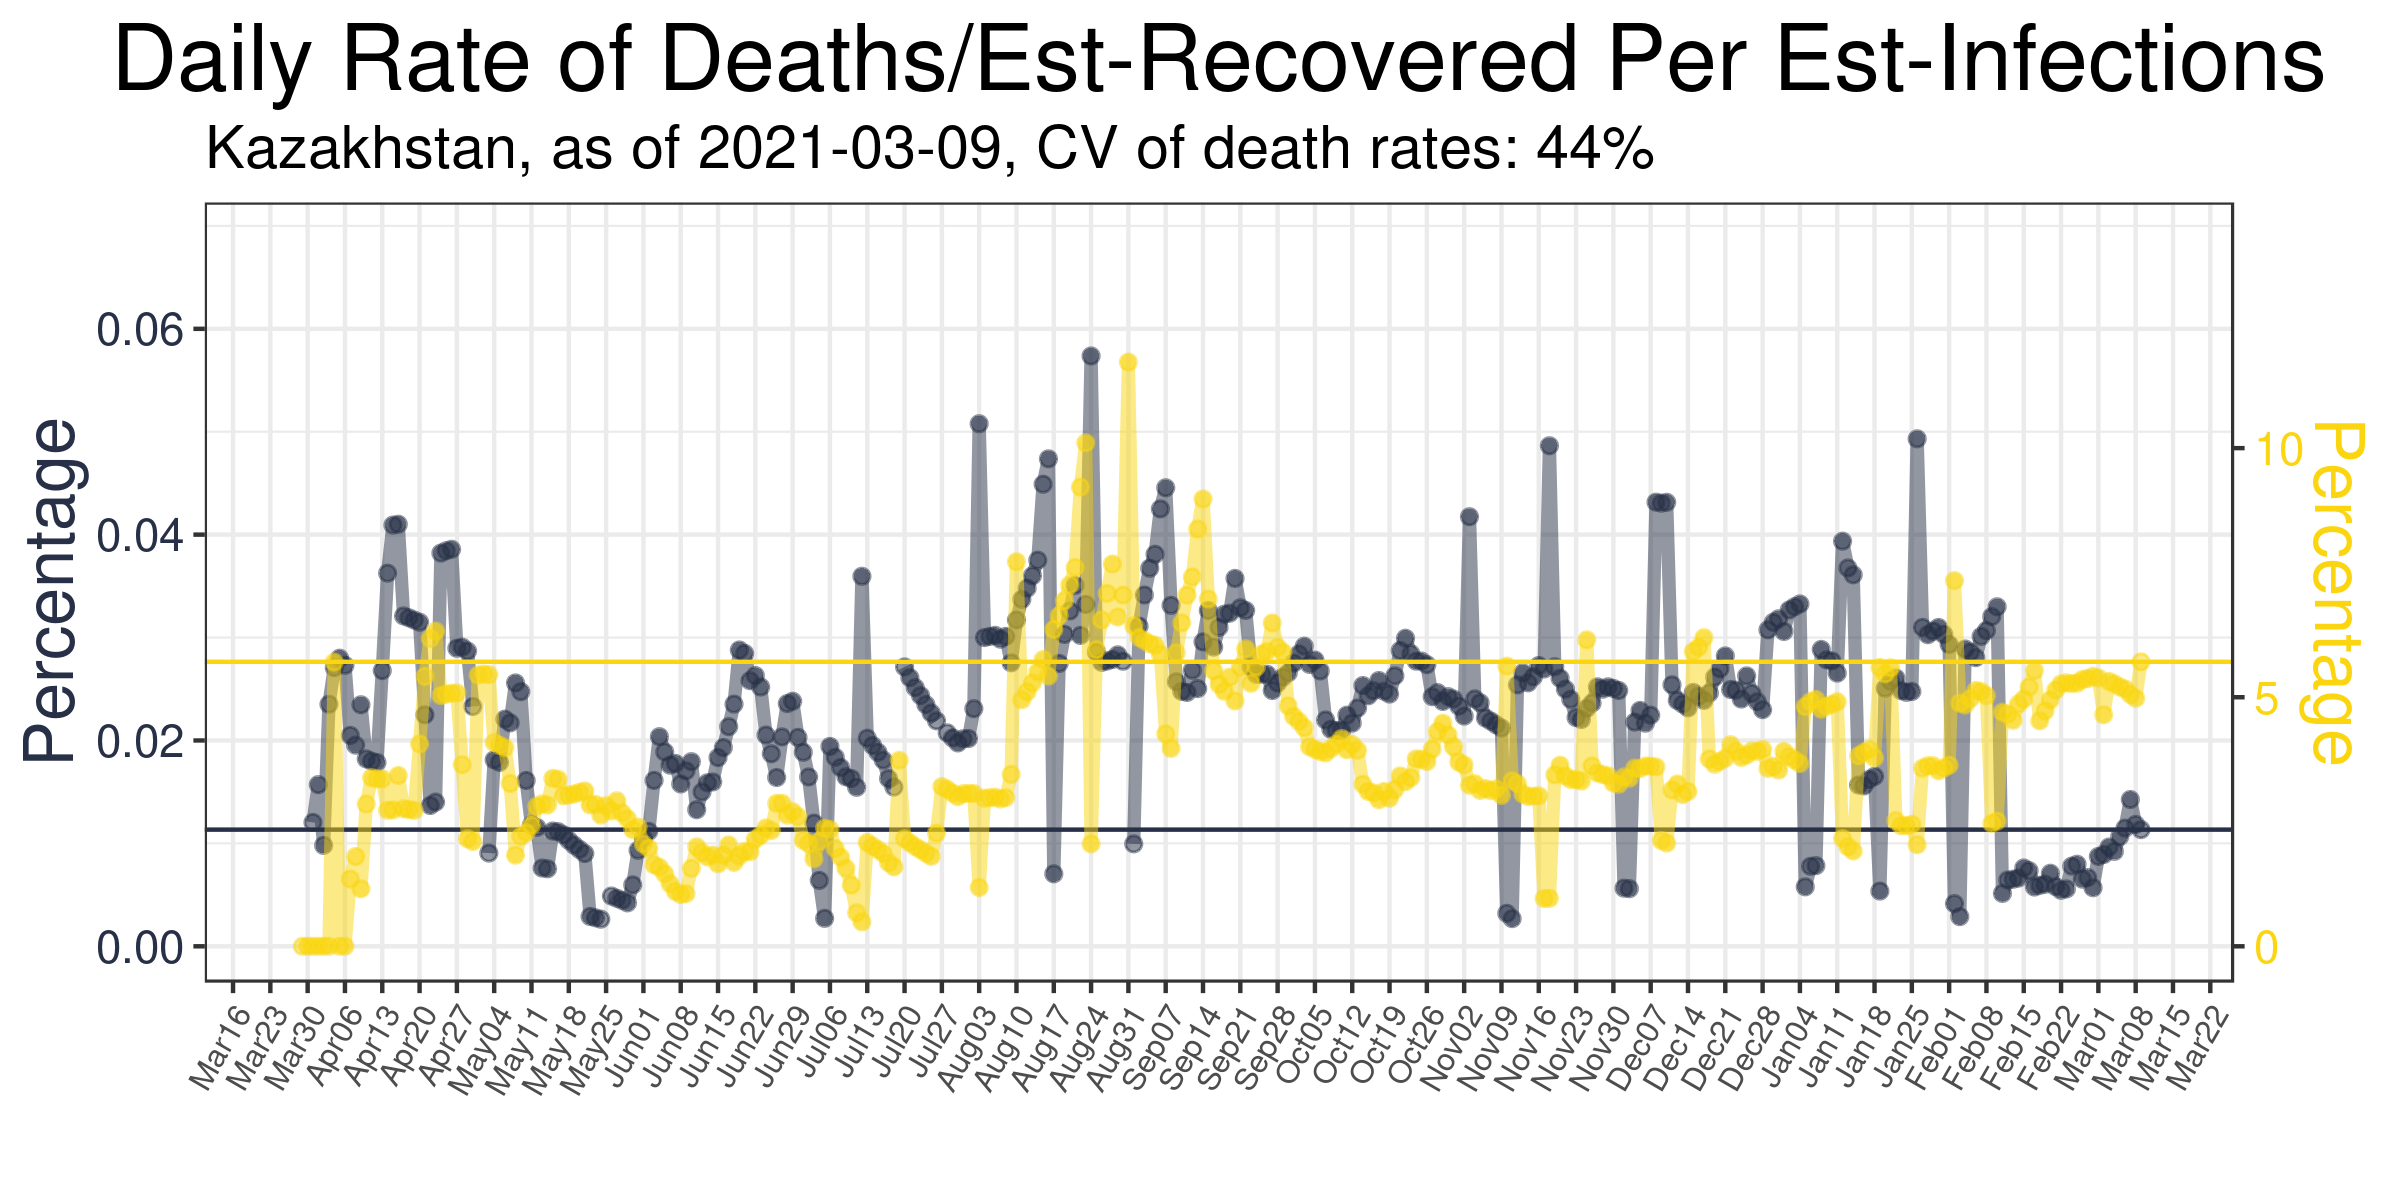 Daily Rate of Deaths/Est-Recovered Per Est-Infections
Kazakhstan, as of 2021-03-09, CV of death rates: 44%
Percentage
0.06
0.04
0.02
0.00
10
5
0
Percentage
Mar16
Mar23
Mar30
Apr06
Apr13
Apr20
Apr27
May04
May11
May18
May25
Jun01
Jun08
Jun15
Jun22
Jun29
Jul06
Jul13
Jul20
Jul27
Aug03
Aug10
Aug17
Aug24
Aug31
Sep07
Sep14
Sep21
Sep28
Oct05
Oct12
Oct19
Oct26
Nov02
Nov09
Nov16
Nov23
Nov30
Dec07
Dec14
Dec21
Dec28
Jan04
Jan11
Jan18
Jan25
Feb01
Feb08
Feb15
Feb22
Mar01
Mar08
Mar15
Mar22